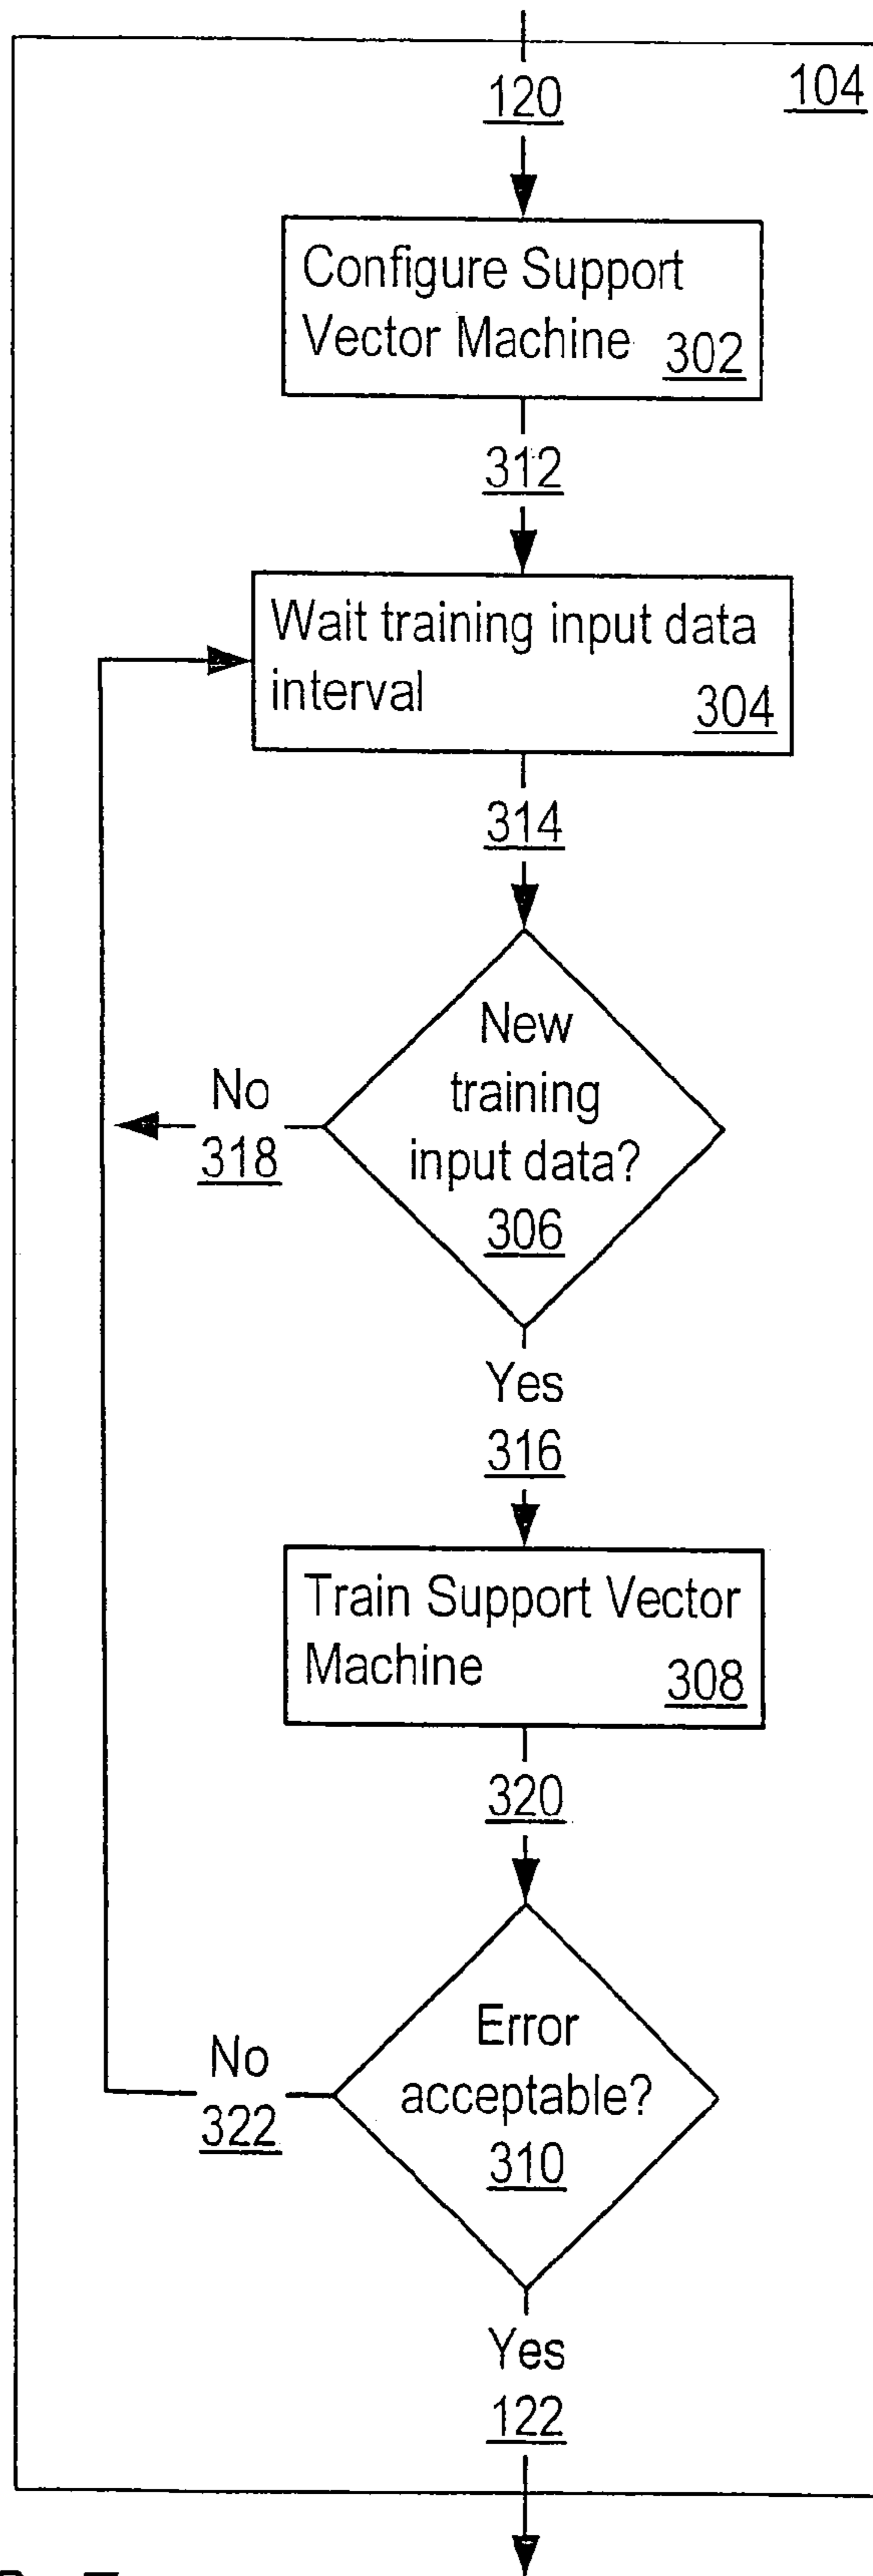 120
104
Configure Support
Vector Machine 302
312
Wait training input data
interval 304
314
New
training
input data?
306
No
318
Yes
316
Train Support Vector
Machine 308
320
Error
acceptable?
310
No
322
Yes
122